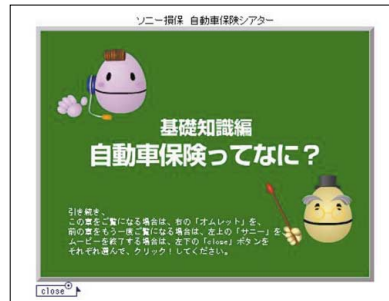 ソニー損保 自動車保険シアター
基礎知識編
自動車保険ってなに？
引き続き、
この章をご覧になる場合は、右の「オムレット」を、
前の章をもう一度ご覧になる場合は、左上の「サニー」を
ムービーを終了する場合は、左下の「close」ボタンを
それぞれ選んで、クリック！してください。
close